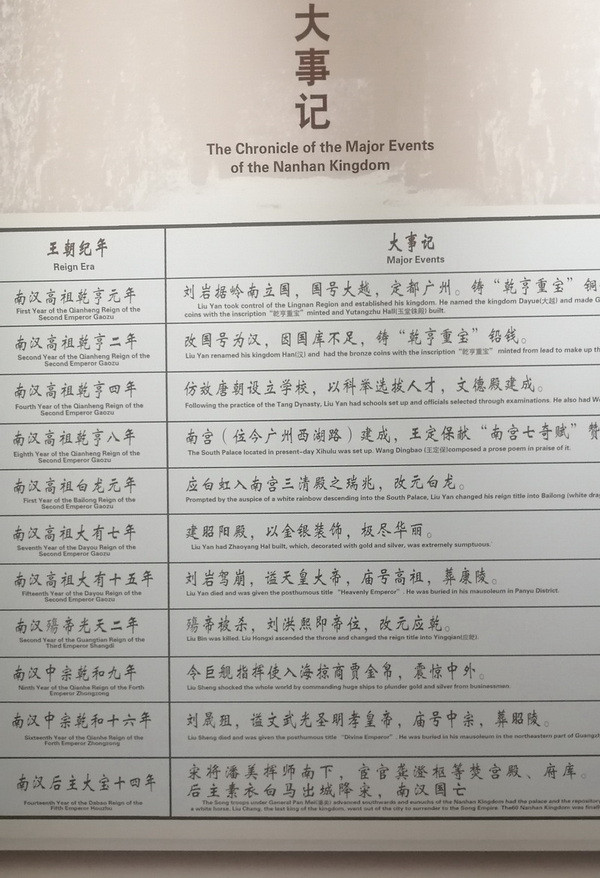 大事记
The Chronicle of the Major Events
of the Nanhan Kingdom
王朝纪年
Reign Era
大事记
Major Events
南汉高祖乾亨元年
First Year of the Qianheng Reign of the
Second Emperor Gaozu
刘岩据岭南立国，国号大越，定都广州。铸“乾亨重宝”铜
Liu Yan took control of the Lingnan Region and established his kingdom. He named the kingdom Dayue(大越) and made G
coins with the inscription“乾亨重宝”minted and Yutangzhu Hall(玉堂珠殿) built.
南汉高祖乾亨二年
Second Year of the Qianheng Reign of the
Second Emperor Gaozu
改国号为汉，因国库不足，铸“乾亨重宝”铅钱。
Liu Yan renamed his kingdom Han(汉) and had the bronze coins with the inscription“乾亨重宝” minted from lead to make up th
南汉高祖乾亨四年
Fourth Year of the Qianheng Reign of the
Second Emperor Gaozu
仿效唐朝设立学校，以科举选拔人才，文德殿建成。
Following the practice of the Tang Dynasty, Liu Yan had schools set up and officials selected through examinations. He also had We
南汉高祖乾亨八年
Eighth Year of the Qianheng Reign of the
Second Emperor Gaozu
南宫（位今广州西湖路）建成，王定保献“南宫七奇赋”赞
The South Palace located in present-day Xihulu was set up. Wang Dingbao (王定保)composed a prose poem in praise of it.
南汉高祖白龙元年
First Year of the Bailong Reign of the
Second Emperor Gaozu
应白虹入南宫三清殿之瑞兆，改元白龙。
Prompted by the auspice of a white rainbow descending into the South Palace, Liu Yan changed his reign title into Bailong (white drag
南汉高祖大有七年
Seventh Year of the Dayou Reign of the
Second Emperor Gaozu
建昭阳殿，以金银装饰，极尽华丽。
Liu Yan had Zhaoyang Hall built, which, decorated with gold and silver, was extremely sumptuous.
南汉高祖大有十五年
Fifteenth Year of the Dayou Reign of the
Second Emperor Gaozu
刘岩驾崩，谥天皇大帝，庙号高祖，葬康陵。
Liu Yan died and was given the posthumous title “Heavenly Emperor”. He was buried in his mausoleum in Panyu District.
南汉殇帝光天二年
Second Year of the Guangtian Reign of the
Third Emperor Shangdi
殇帝被杀，刘洪熙即帝位，改元应乾。
Liu Bin was killed. Liu Hongxi ascended the throne and changed the reign title into Yingqian(应乾).
南汉中宗乾和九年
Ninth Year of the Qianhe Reign of the Forth
Emperor Zhongzong
令巨舰指挥使入海掠商贾金帛，震惊中外。
Liu Sheng shocked the whole world by commanding huge ships to plunder gold and silver from businessmen.
南汉中宗乾和十六年
Sixteenth Year of the Qianhe Reign of the
Forth Emperor Zhongzong
刘晟殂，谥文武光圣明孝皇帝，庙号中宗，葬昭陵。
Liu Sheng died and was given the posthumous title “Divine Emperor”. He was buried in his mausoleum in the northeastern part of Guangz
南汉后主大宝十四年
Fourteenth Year of the Dabao Reign of the
Fifth Emperor Houzhu
宋将潘美挥师南下，宦官龚澄枢等焚宫殿、府库。
后主素衣白马出城降宋，南汉国亡
The Song troops under General Pan Mei(潘美) advanced southwards and eunuchs of the Nanhan Kingdom had the palace and the repository
a white horse, Liu Chang, the last king of the kingdom, went out of the city to surrender to the Song Empire.